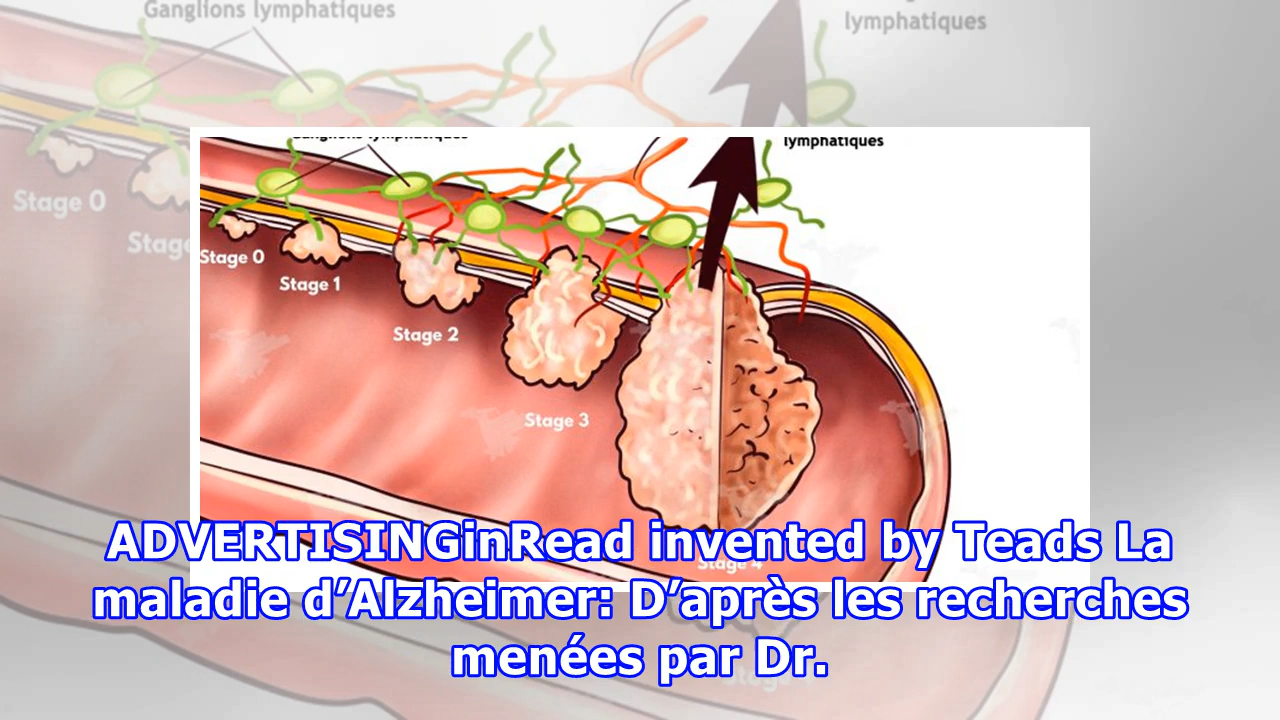 Ganglions lymphatiques
lymphatiques
Ganglions lymphatiques
lymphatiques
Stage 0
Stage
Stage 0
Stage 1
Stage 2
Stage 3
Stage 4
ADVERTISINGinRead invented by Teads La
maladie d’Alzheimer: D’après les recherches
menées par Dr.